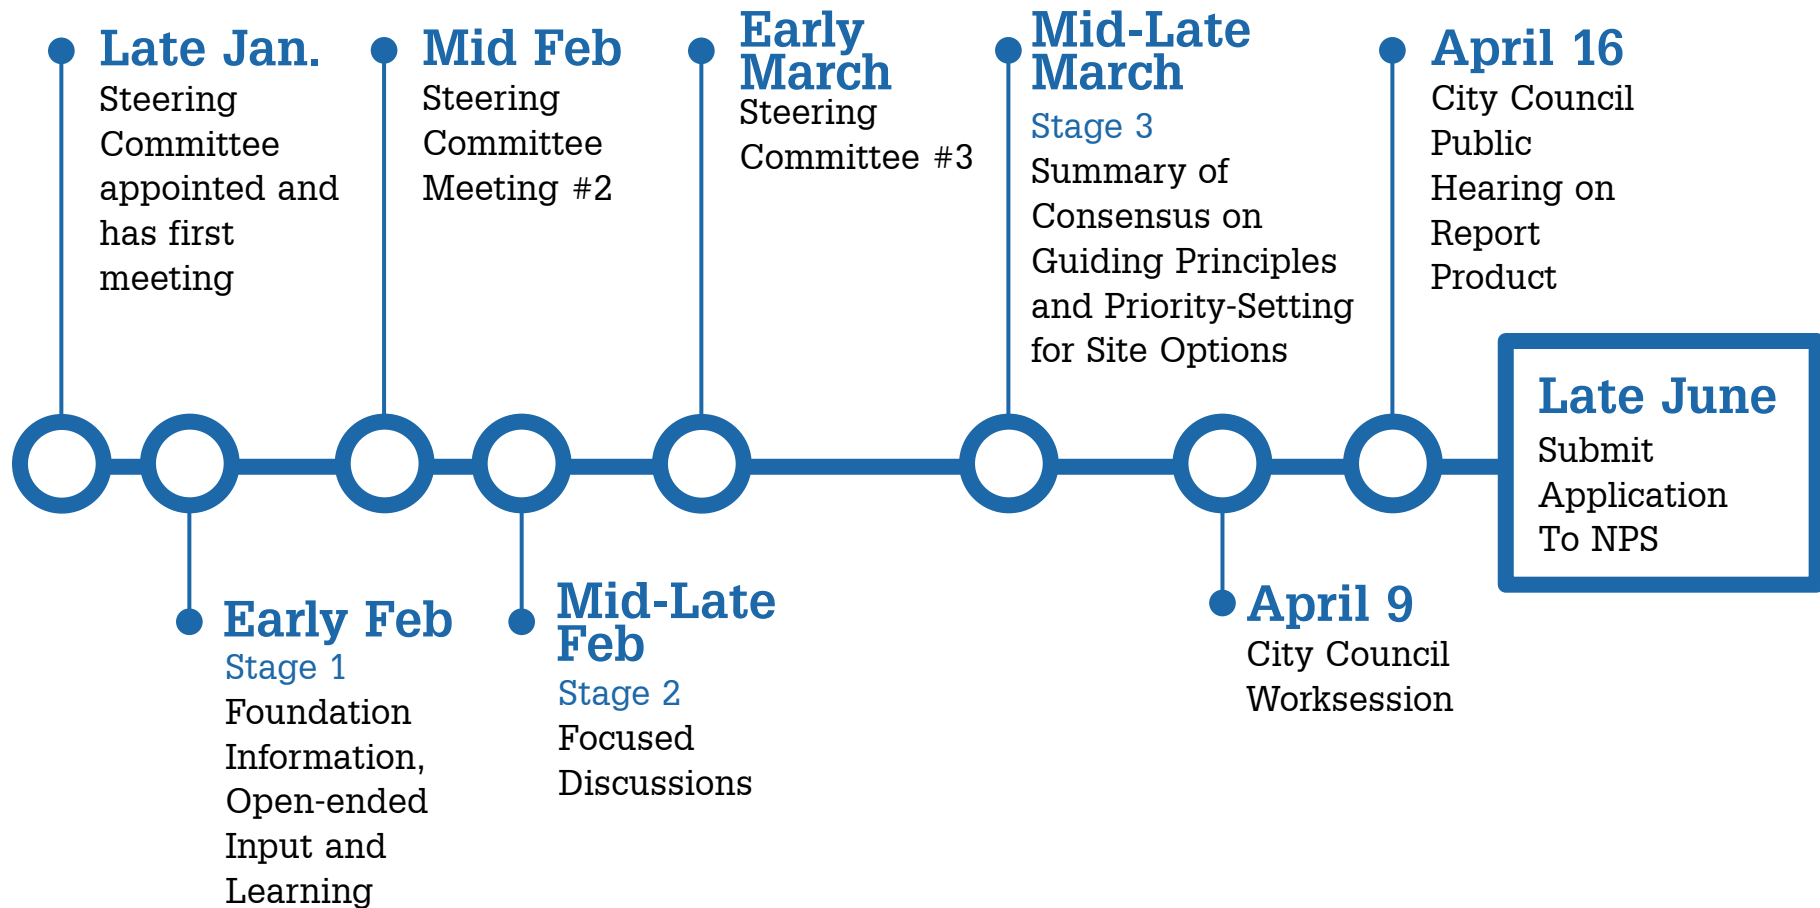 Late Jan.
Steering
Committee
appointed and
has first
meeting
Early Feb
Stage 1
Foundation
Information,
Open-ended
Input and
Learning
Mid Feb
Steering
Committee
Meeting #2
Mid-Late
Feb
Stage 2
Focused
Discussions
Early
March
Steering
Committee #3
Mid-Late
March
Stage 3
Summary of
Consensus on
Guiding Principles
and Priority-Setting
for Site Options
April 9
City Council
Worksession
April 16
City Council
Public
Hearing on
Report
Product
Late June
Submit
Application
To NPS